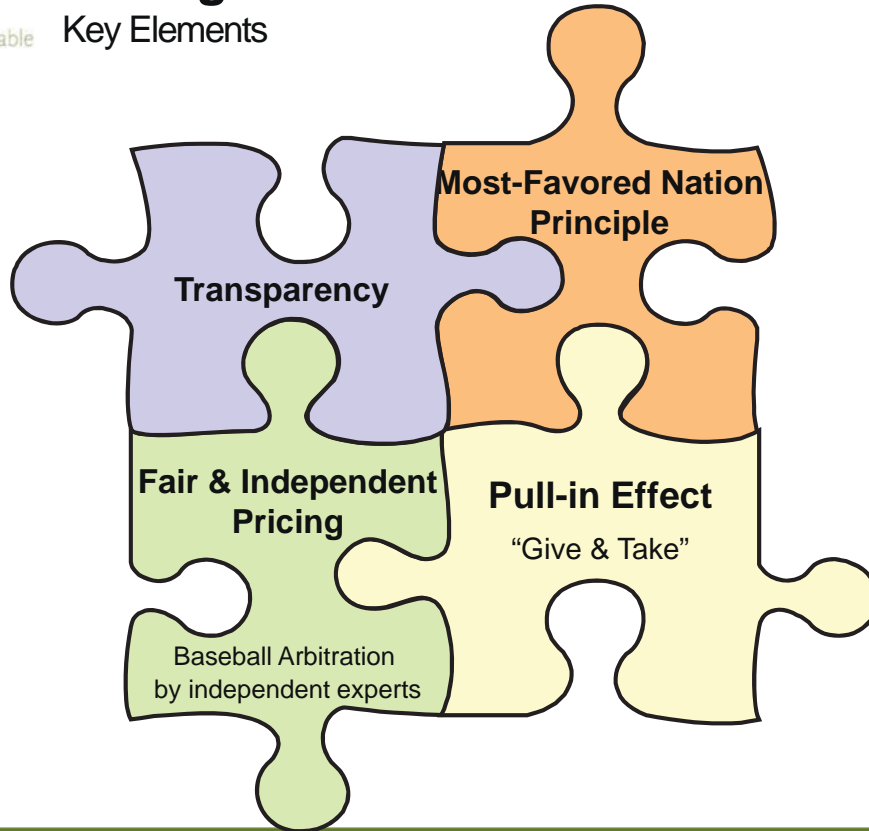 able
Key Elements
Most-Favored Nation
Principle
Transparency
Fair & Independent
Pricing
Pull-in Effect
“Give & Take”
Baseball Arbitration
by independent experts